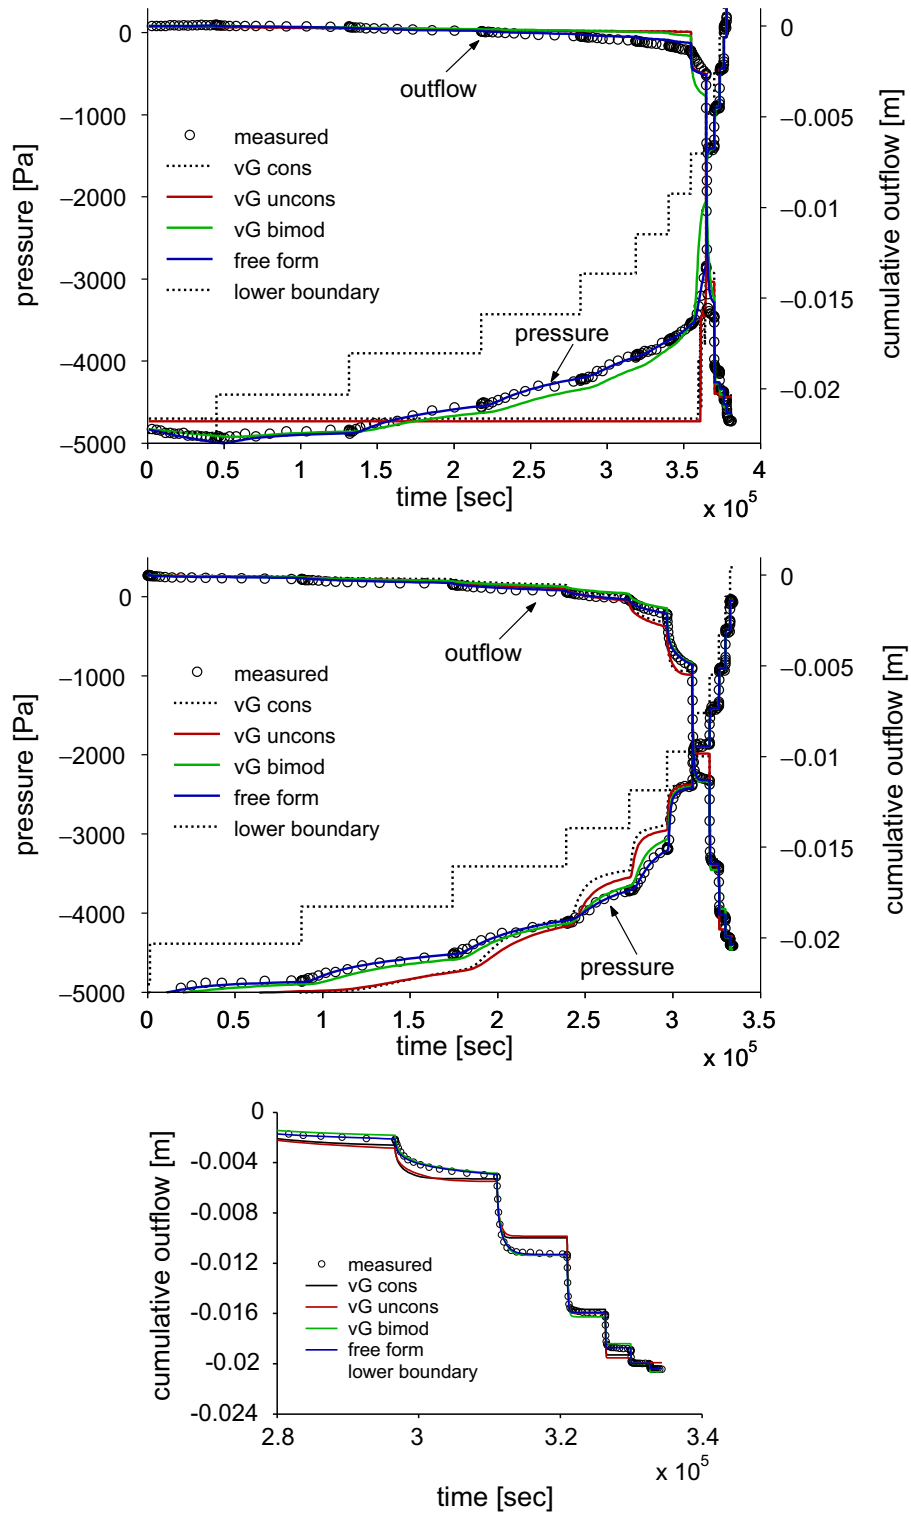 0
−1000
−2000
−3000
−4000
−5000
pressure [Pa]
0
−0.005
−0.01
−0.015
−0.02
cumulative outflow [m]
outflow
measured
vG cons
vG uncons
vG bimod
free form
lower boundary
pressure
0 0.5 1 1.5 2 2.5 3 3.5 4
time [sec]
x 10^5
0
−1000
−2000
−3000
−4000
−5000
pressure [Pa]
0
−0.005
−0.01
−0.015
−0.02
cumulative outflow [m]
outflow
measured
vG cons
vG uncons
vG bimod
free form
lower boundary
pressure
0 0.5 1 1.5 2 2.5 3 3.5
time [sec]
x 10^5
0
-0.004
-0.008
-0.012
-0.016
-0.02
-0.024
cumulative outflow [m]
measured
vG cons
vG uncons
vG bimod
free form
lower boundary
2.8 3 3.2 3.4
x 10^5
time [sec]